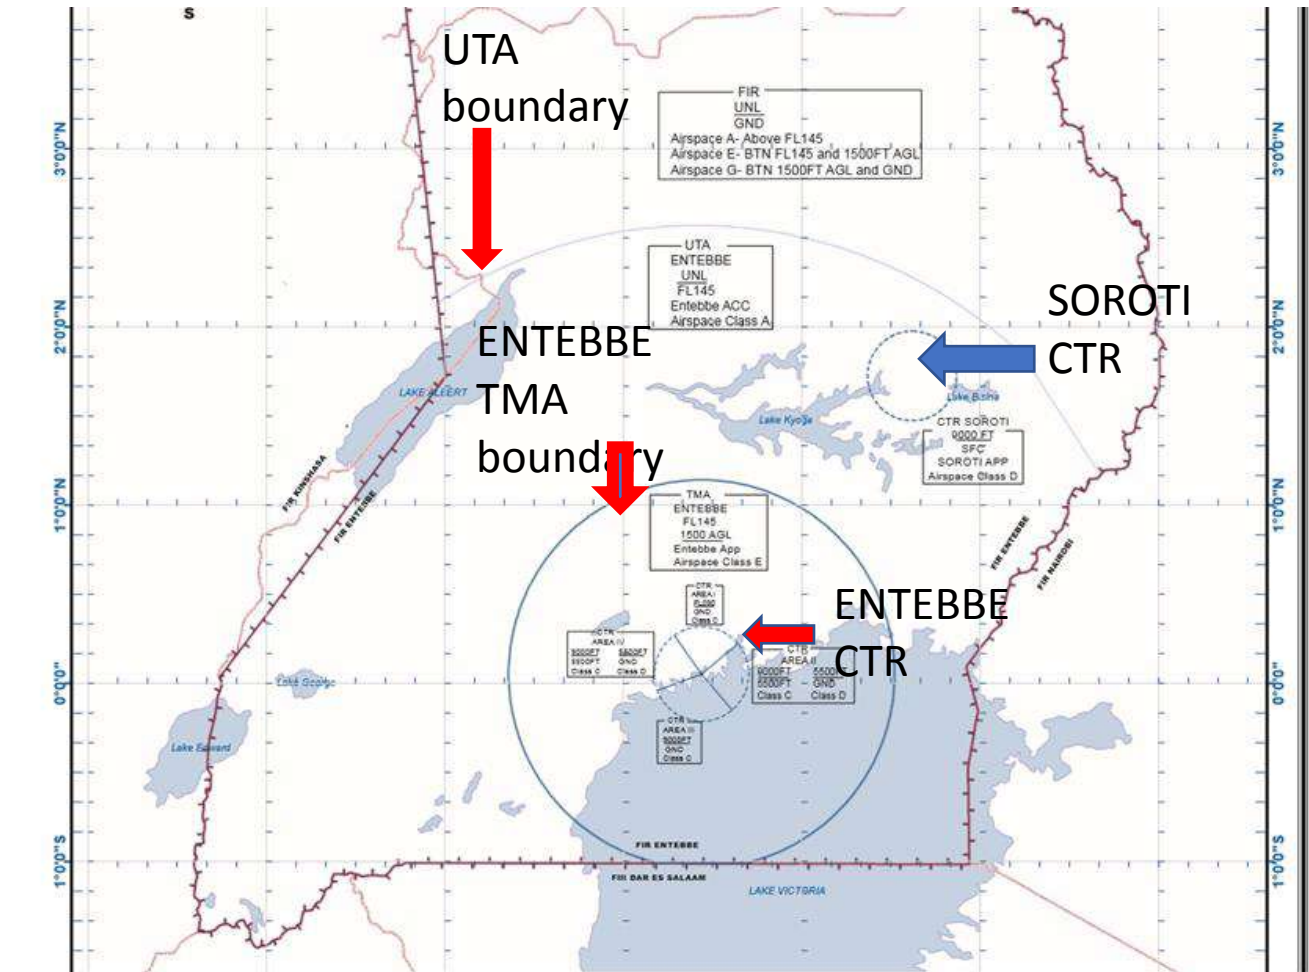 S
UTA
boundary
FIR
UNL
GND
Airspace A- Above FL145
Airspace E- BTN FL145 and 1500FT AGL
Airspace G- BTN 1500FT AGL and GND
3°0'0"N
3°0'0"N
UTA
ENTEBBE
UNL
FL145
Entebbe ACC
Airspace Class A
SOROTI
CTR
2°0'0"N
2°0'0"N
ENTEBBE
TMA
boundary
LAKE ALBERT
Lake Kyoga
Lake Bisina
CTR SOROTI
9000 FT
SFC
SOROTI APP
Airspace Class D
FIR KINSHASA
FIR ENTEBBE
1°0'0"N
1°0'0"N
TMA
ENTEBBE
FL145
1500 AGL
Entebbe App
Airspace Class E
FIR ENTEBBE
FIR NAIROBI
CTR
AREA I
GND
Class C
ENTEBBE
CTR
CTR
AREA IV
9000FT 5500FT
5500FT GND
Class C Class D
CTR
AREA II
9000FT
5500FT GND
Class C Class D
0°0'0"
0°0'0"
Lake George
Lake Edward
CTR
AREA III
9000FT
GND
Class C
FIR ENTEBBE
1°0'0"S
1°0'0"S
FIR DAR ES SALAAM
LAKE VICTORIA